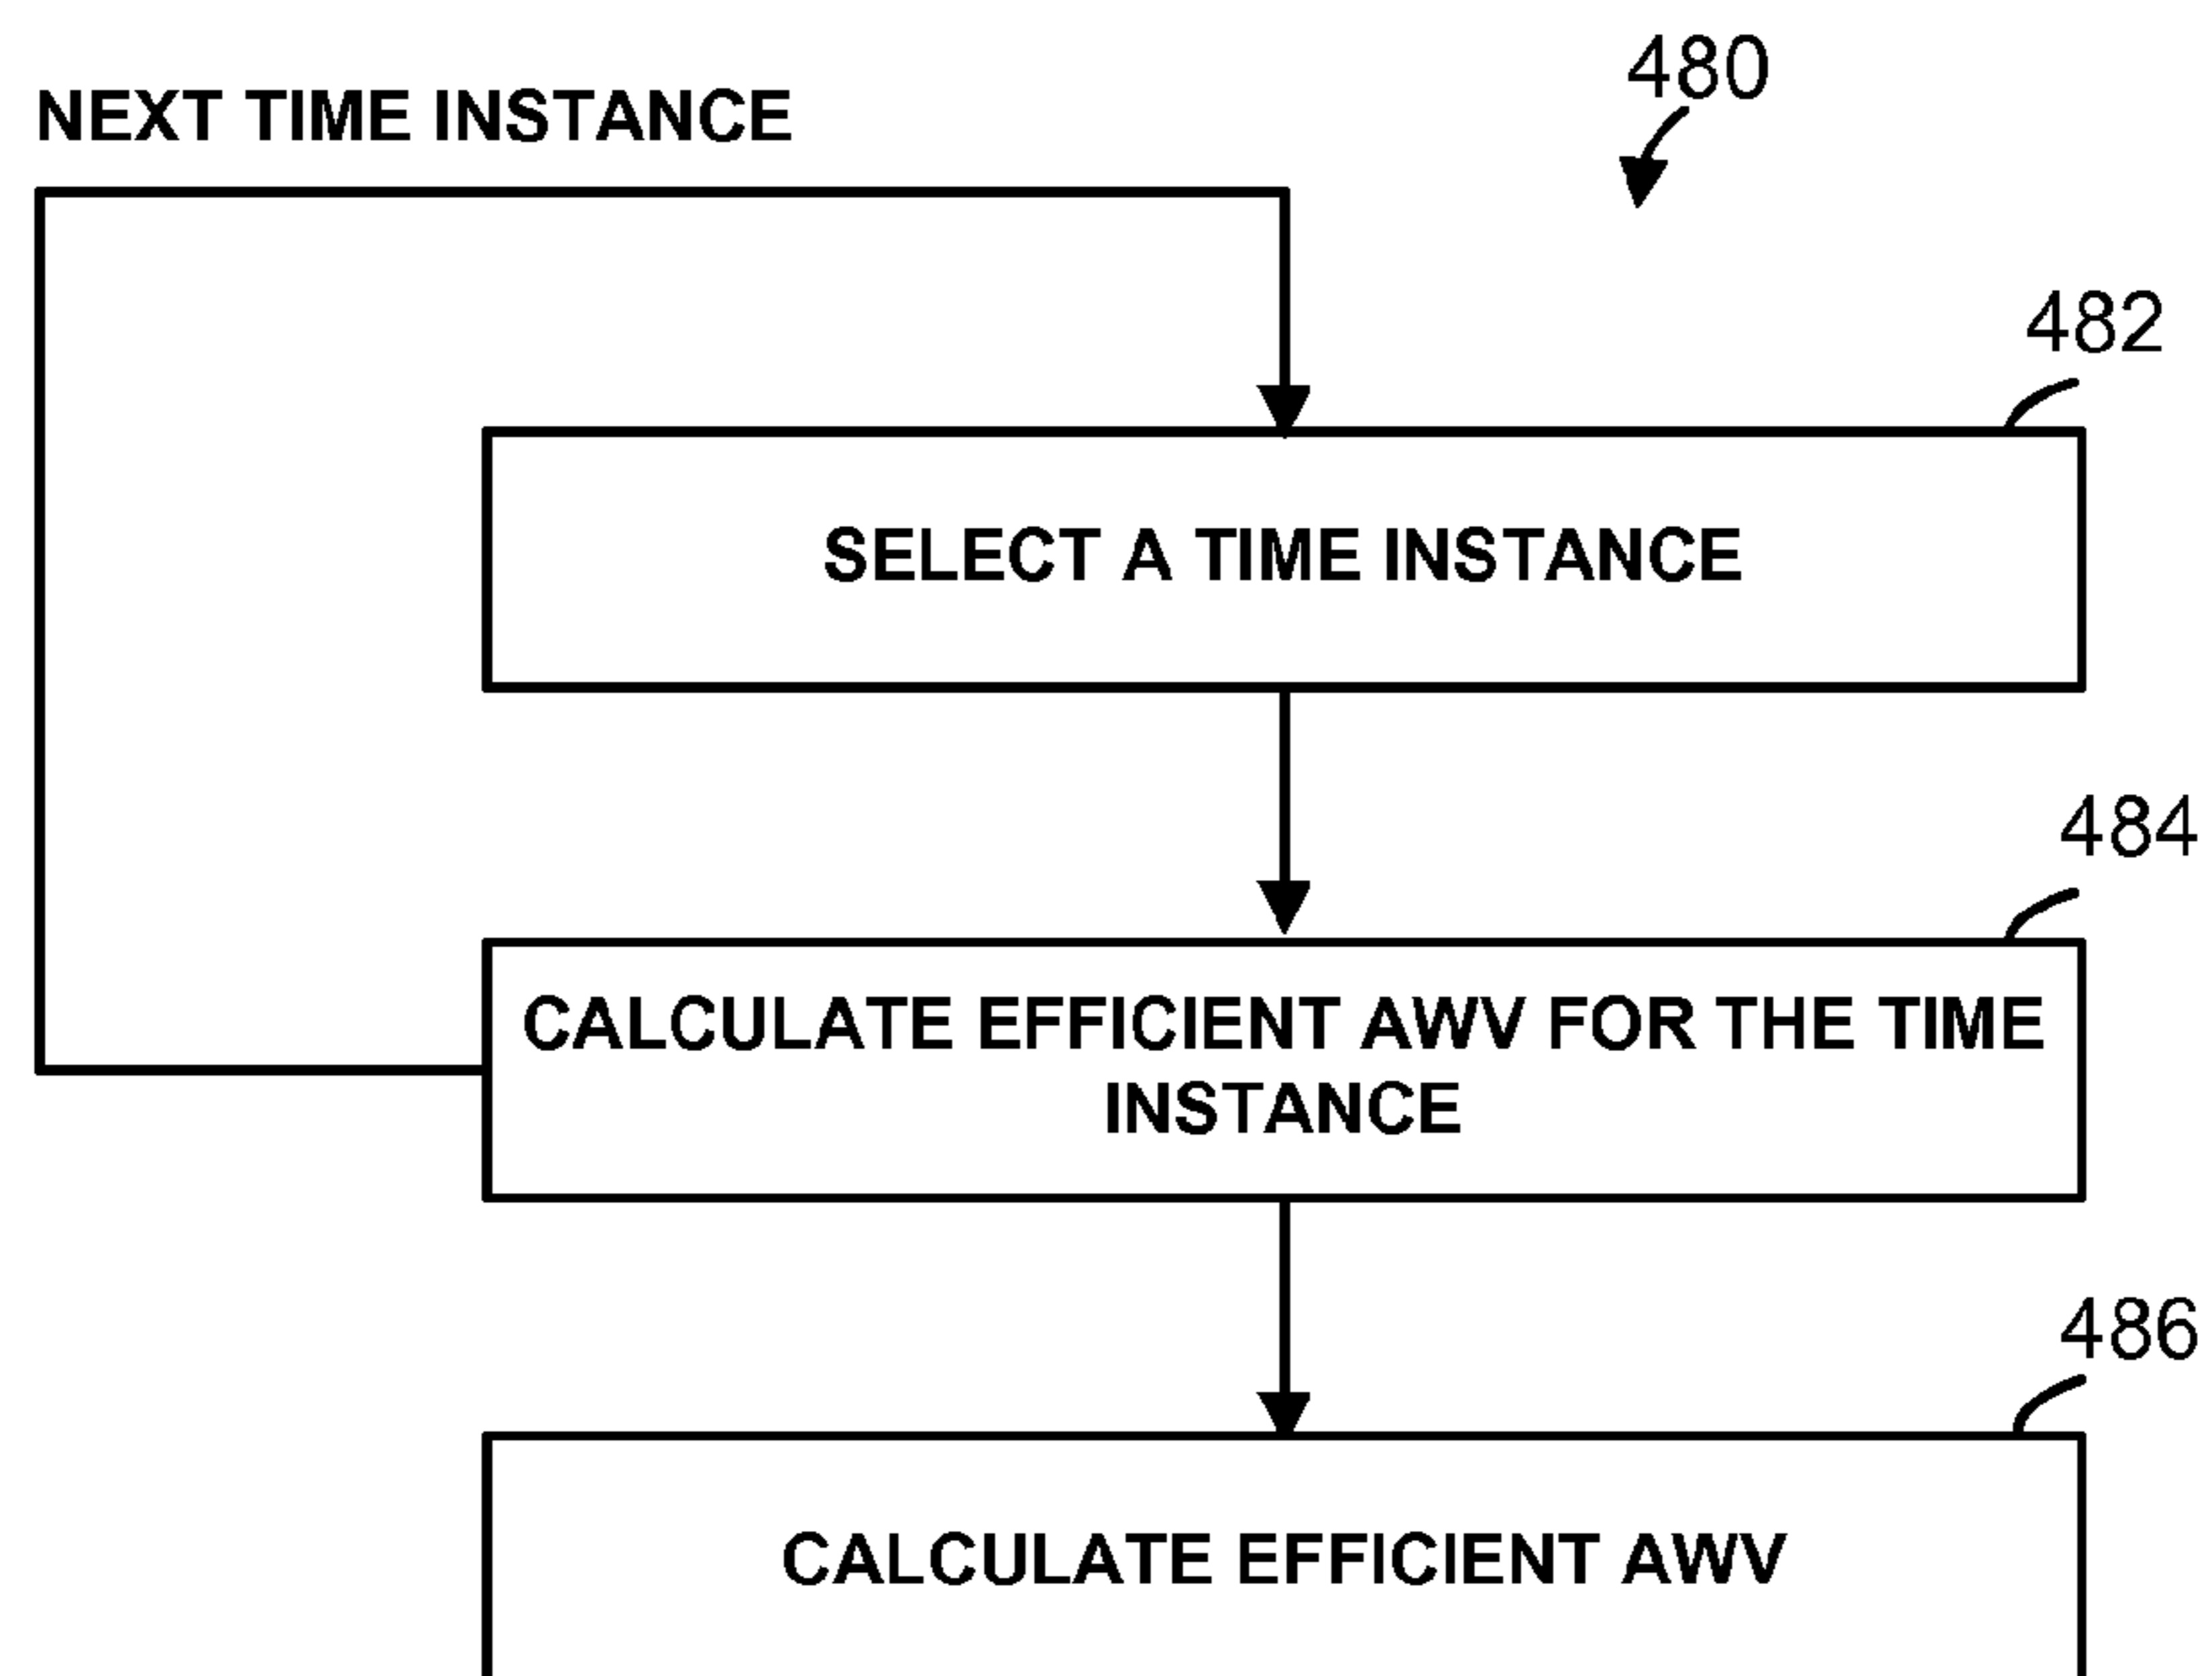 480
NEXT TIME INSTANCE
482
SELECT A TIME INSTANCE
484
CALCULATE EFFICIENT AWV FOR THE TIME
INSTANCE
486
CALCULATE EFFICIENT AWV